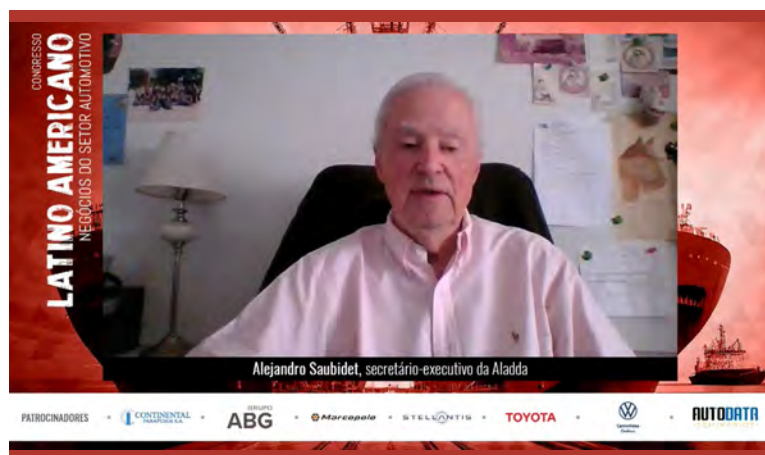 CONGRESSO
LATINO AMERICANO
NEGÓCIOS DO SETOR AUTOMOTIVO
Alejandro Saubidet, secretário-executivo da Aladda
PATROCINADORES
CONTINENTAL
PARAGUAYA S.A.
ABG
Marcopolo
STELLANTIS
TOYOTA
AUTODATA